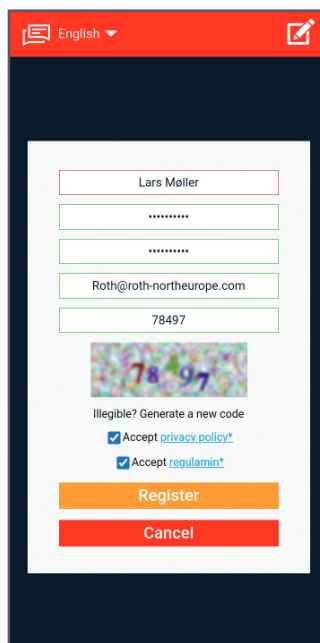 English
Lars Møller
••••••••••
••••••••••
Roth@roth-northeurope.com
78497
78497
Illegible? Generate a new code
Accept privacy policy*
Accept regulamin*
Register
Cancel